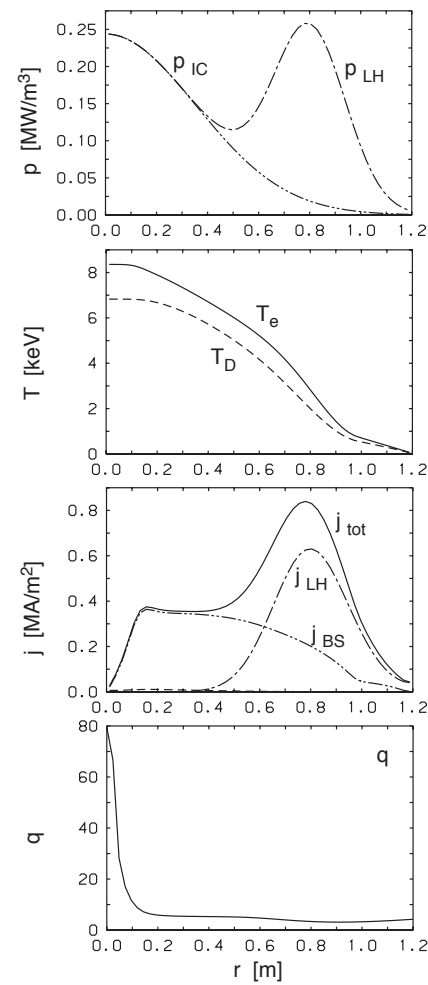 0.25
0.20
0.15
0.10
0.05
0.00
p [MW/m³]
p IC
p LH
0.0 0.2 0.4 0.6 0.8 1.0 1.2
8
6
4
2
0
T [keV]
T e
T D
0.0 0.2 0.4 0.6 0.8 1.0 1.2
0.8
0.6
0.4
0.2
0.0
j [MA/m²]
j tot
j LH
j BS
0.0 0.2 0.4 0.6 0.8 1.0 1.2
80
60
40
20
0
q
q
0.0 0.2 0.4 0.6 0.8 1.0 1.2
r [m]